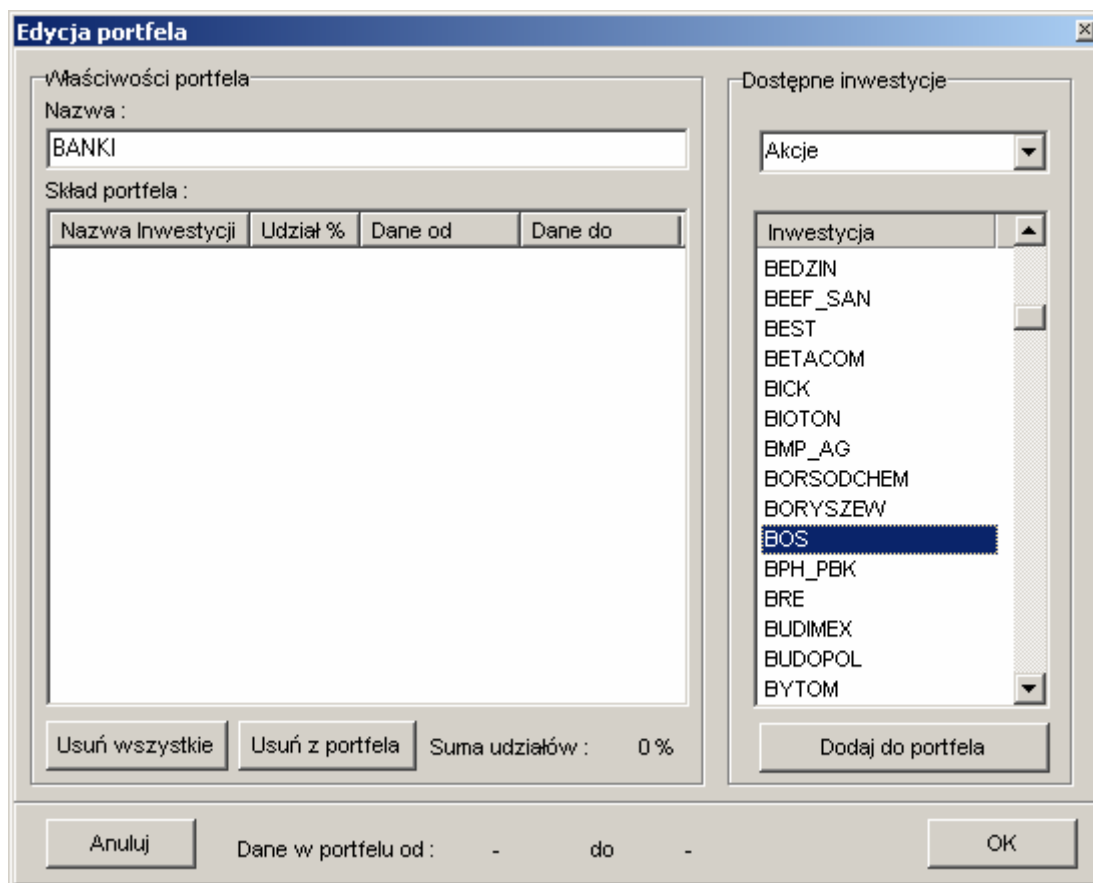 Edycja portfela
Właściwości portfela
Nazwa :
BANKI
Skład portfela :
Nazwa Inwestycji Udział % Dane od Dane do
Usuń wszystkie Usuń z portfela Suma udziałów : 0 %
Dostępne inwestycje
Akcje
Inwestycja
BEDZIN
BEEF_SAN
BEST
BETACOM
BICK
BIOTON
BMP_AG
BORSODCHEM
BORYSZEW
BOS
BPH_PBK
BRE
BUDIMEX
BUDOPOL
BYTOM
Dodaj do portfela
Anuluj Dane w portfelu od : - do - OK